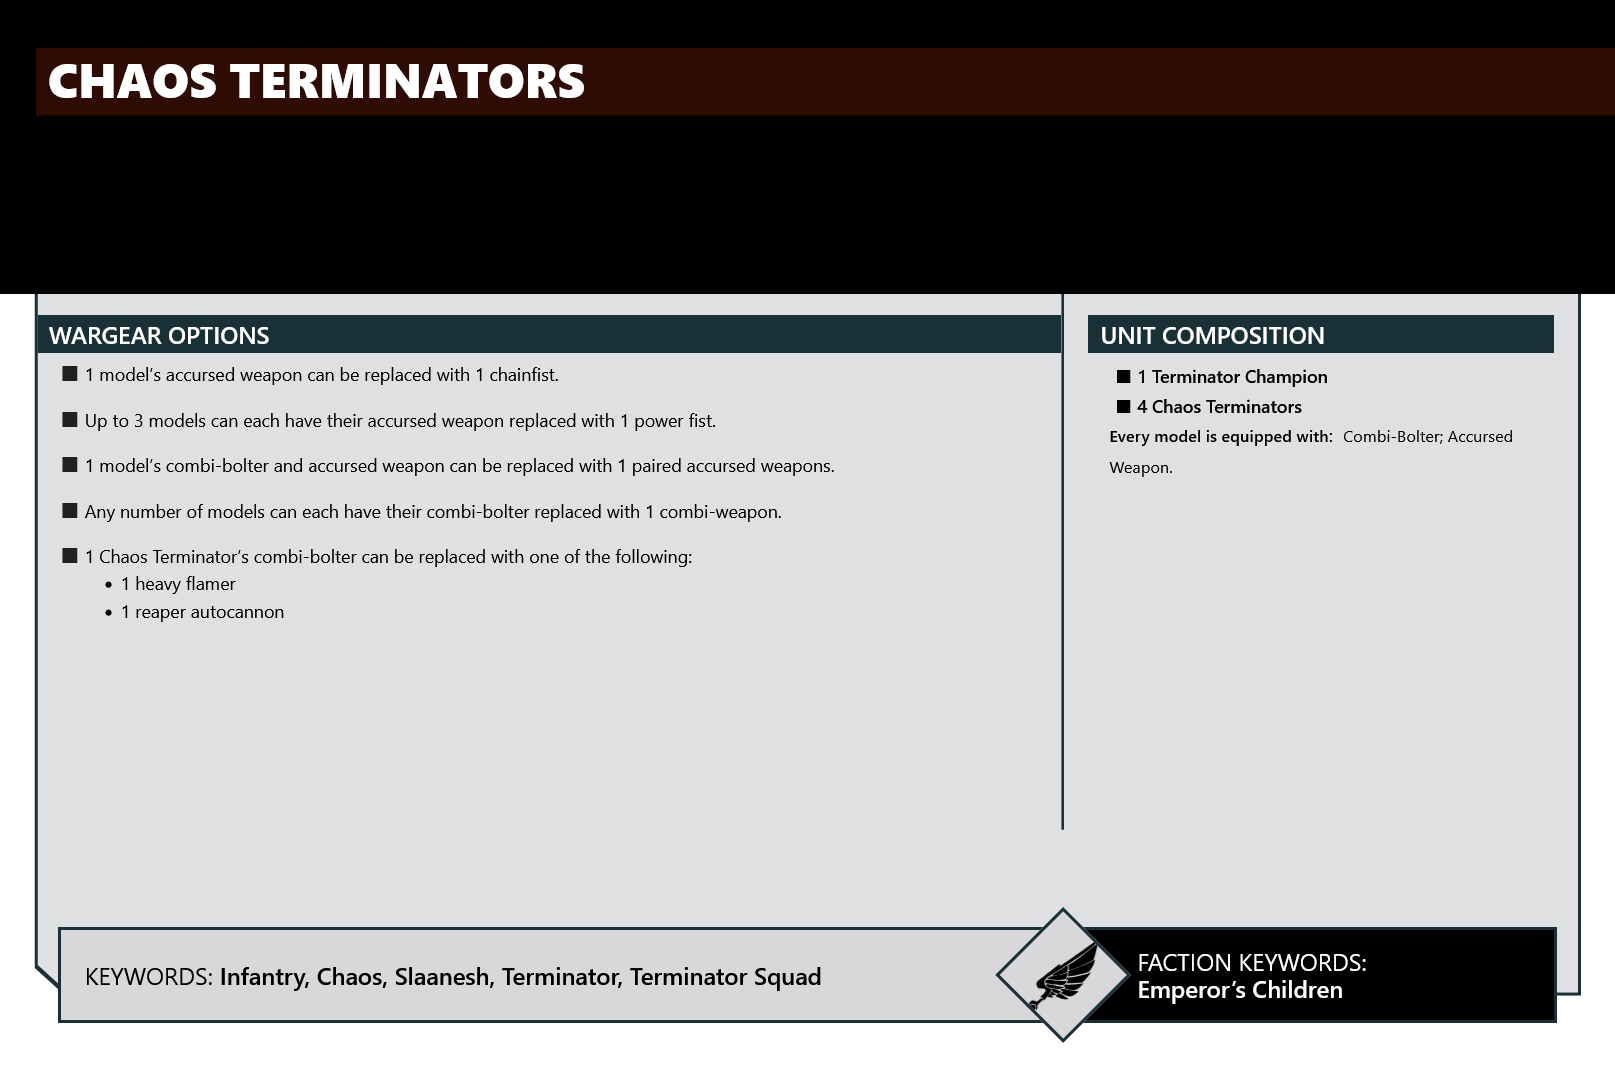 CHAOS TERMINATORS
WARGEAR OPTIONS
1 model's accursed weapon can be replaced with 1 chainfist.
Up to 3 models can each have their accursed weapon replaced with 1 power fist.
1 model's combi-bolter and accursed weapon can be replaced with 1 paired accursed weapons.
Any number of models can each have their combi-bolter replaced with 1 combi-weapon.
1 Chaos Terminator's combi-bolter can be replaced with one of the following:
• 1 heavy flamer
• 1 reaper autocannon
UNIT COMPOSITION
■ 1 Terminator Champion
■ 4 Chaos Terminators
Every model is equipped with: Combi-Bolter; Accursed
Weapon.
KEYWORDS: Infantry, Chaos, Slaanesh, Terminator, Terminator Squad
FACTION KEYWORDS:
Emperor's Children